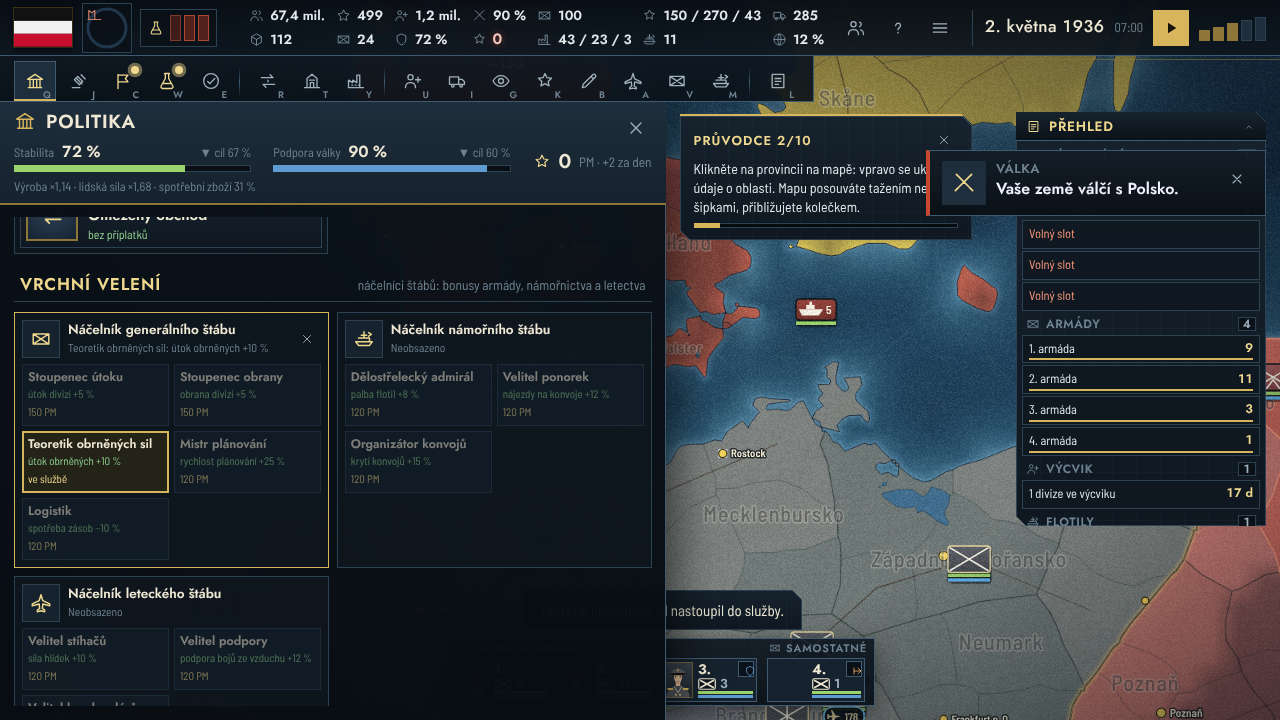 67,4 mil. 499 1,2 mil. 90 % 100 150 / 270 / 43 285
112 24 72 % 0 43 / 23 / 3 11 12 %
? 2. května 1936 07:00
Q J C W E R T Y U I G K B A V M L
POLITIKA
Stabilita 72 % ▼ cíl 67 % Podpora války 90 % ▼ cíl 60 % 0 PM · +2 za den
Výroba ×1,14 · lidská síla ×1,68 · spotřební zboží 31 %
Omezený obchod
bez příplatků
VRCHNÍ VELENÍ náčelníci štábů: bonusy armády, námořnictva a letectva
Náčelník generálního štábu
Teoretik obrněných sil: útok obrněných +10 %
Stoupenec útoku
útok divizí +5 %
150 PM
Stoupenec obrany
obrana divizí +5 %
150 PM
Teoretik obrněných sil
útok obrněných +10 %
ve službě
Mistr plánování
rychlost plánování +25 %
120 PM
Logistik
spotřeba zásob −10 %
120 PM
Náčelník námořního štábu
Neobsazeno
Dělostřelecký admirál
palba flotil +8 %
120 PM
Velitel ponorek
nájezdy na konvoje +12 %
120 PM
Organizátor konvojů
krytí konvojů +15 %
120 PM
Náčelník leteckého štábu
Neobsazeno
Velitel stíhačů
síla hlídek +10 %
120 PM
Velitel podpory
podpora bojů ze vzduchu +12 %
120 PM
PRŮVODCE 2/10
Klikněte na provincii na mapě: vpravo se uk
údaje o oblasti. Mapu posouváte tažením ne
šipkami, přibližujete kolečkem.
VÁLKA
Vaše země válčí s Polsko.
PŘEHLED
Volný slot
Volný slot
Volný slot
ARMÁDY 4
1. armáda 9
2. armáda 11
3. armáda 3
4. armáda 1
VÝCVIK 1
1 divize ve výcviku 17 d
FLOTILY 1
Skåne
5
Rostock
Mecklenbursko
Západn ořansko
Neumark
Poznaň
Poznaň
Frankfurt n. O.
Teoretik obrněných sil nastoupil do služby.
SAMOSTATNÉ
3. 3
4. 1
178